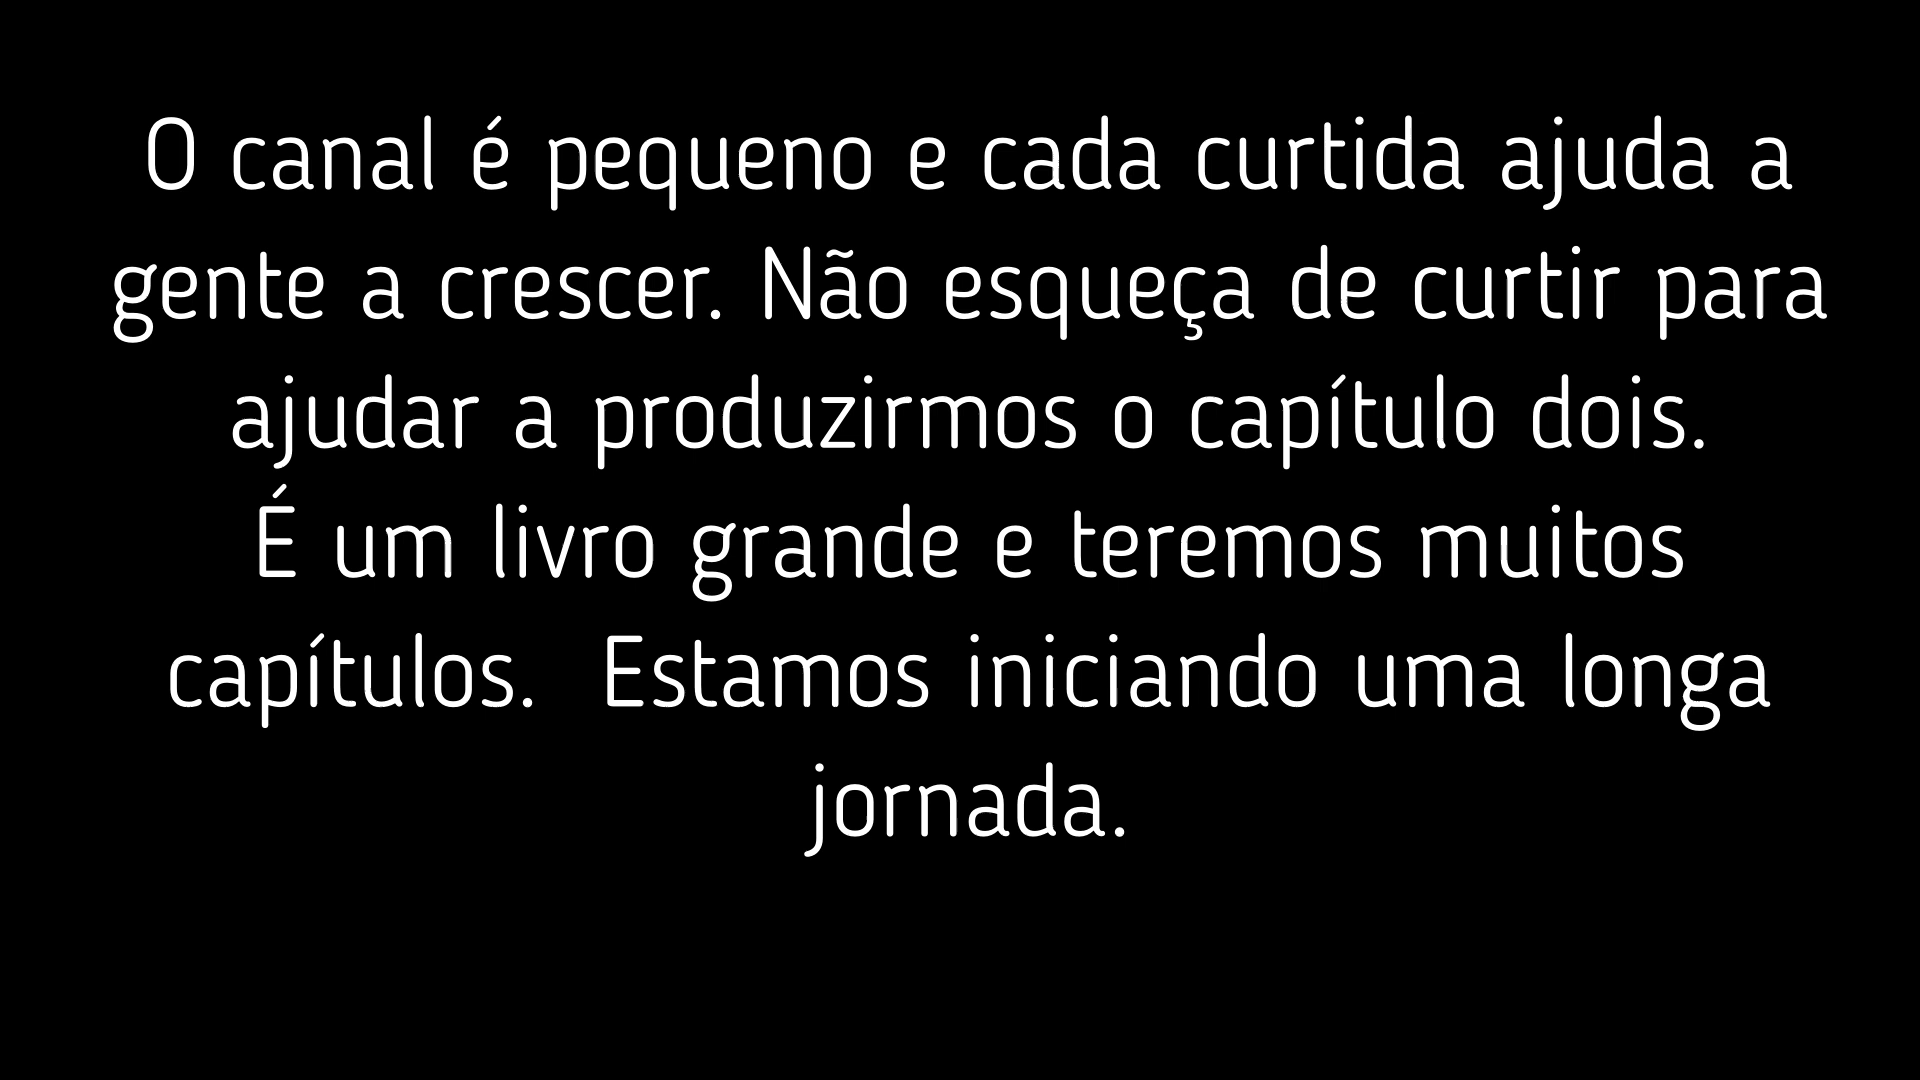 O canal é pequeno e cada curtida ajuda a
gente a crescer. Não esqueça de curtir para
ajudar a produzirmos o capítulo dois.
É um livro grande e teremos muitos
capítulos.  Estamos iniciando uma longa
jornada.